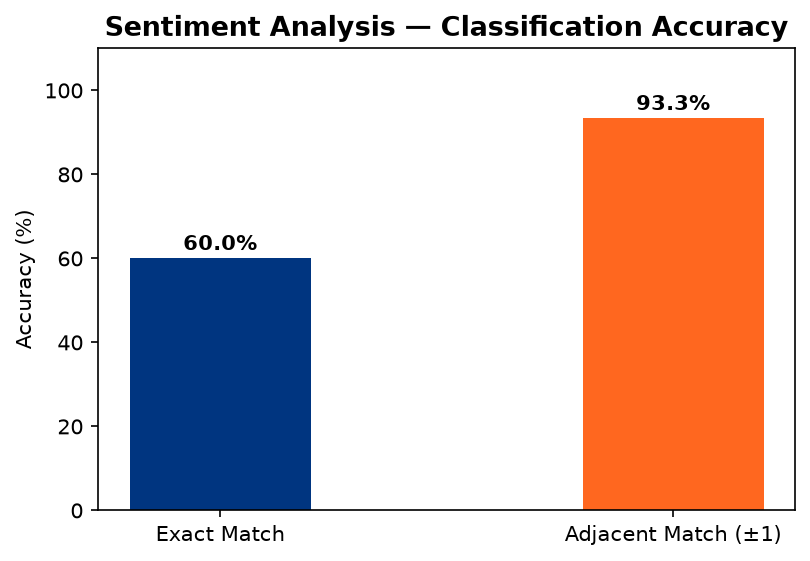 Sentiment Analysis — Classification Accuracy
Accuracy (%)
100
80
60
40
20
0
60.0%
93.3%
Exact Match
Adjacent Match (±1)